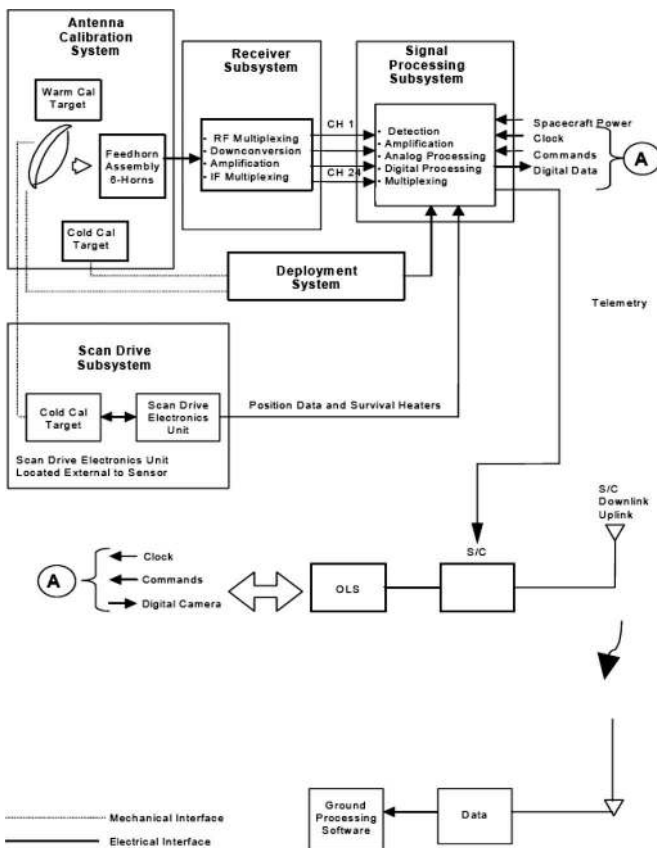 Antenna
Calibration
System
Warm Cal
Target
Feedhorn
Assembly
6-Horns
Cold Cal
Target
Receiver
Subsystem
• RF Multiplexing
• Downconversion
• Amplification
• IF Multiplexing
CH 1
CH 24
Signal
Processing
Subsystem
• Detection
• Amplification
• Analog Processing
• Digital Processing
• Multiplexing
Spacecraft Power
Clock
Commands
Digital Data
A
Deployment
System
Telemetry
Scan Drive
Subsystem
Cold Cal
Target
Scan Drive
Electronics
Unit
Position Data and Survival Heaters
Scan Drive Electronics Unit
Located External to Sensor
S/C
Downlink
Uplink
A
Clock
Commands
Digital Camera
OLS
S/C
Ground
Processing
Software
Data
Mechanical Interface
Electrical Interface